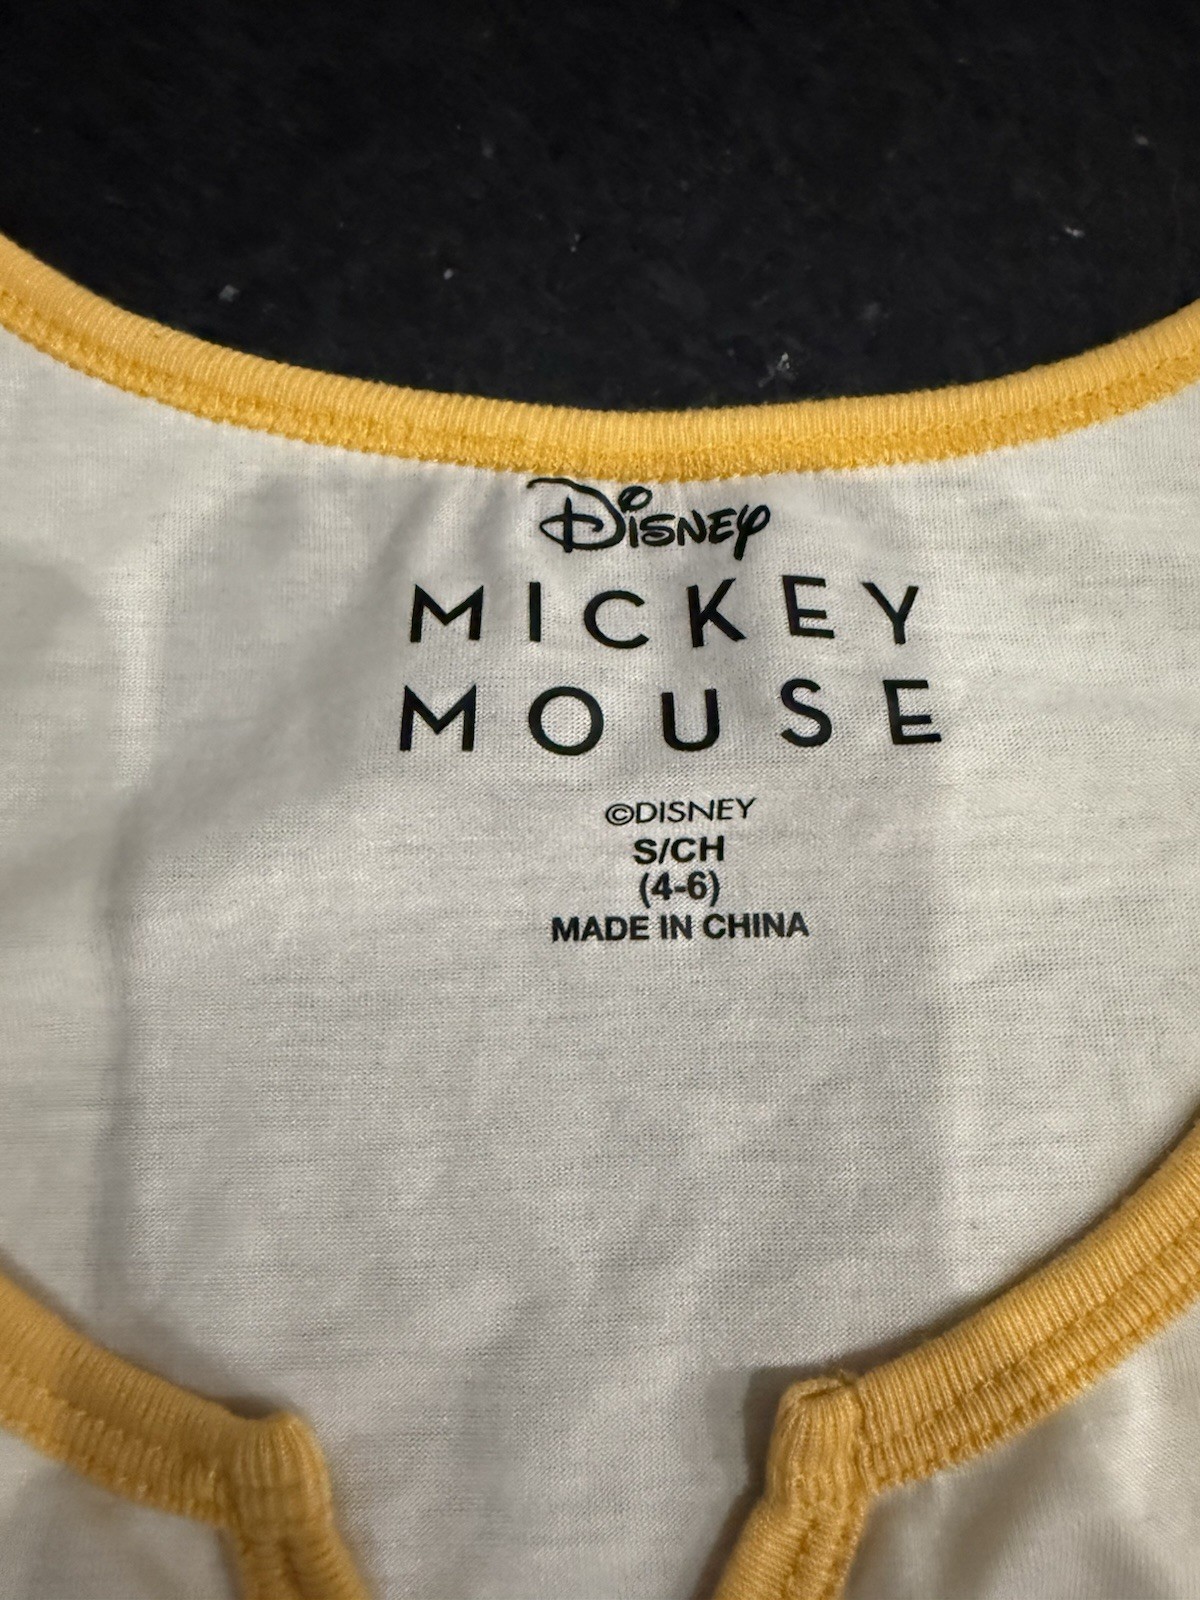 Disney
MICKEY
MOUSE
©DISNEY
S/CH
(4-6)
MADE IN CHINA